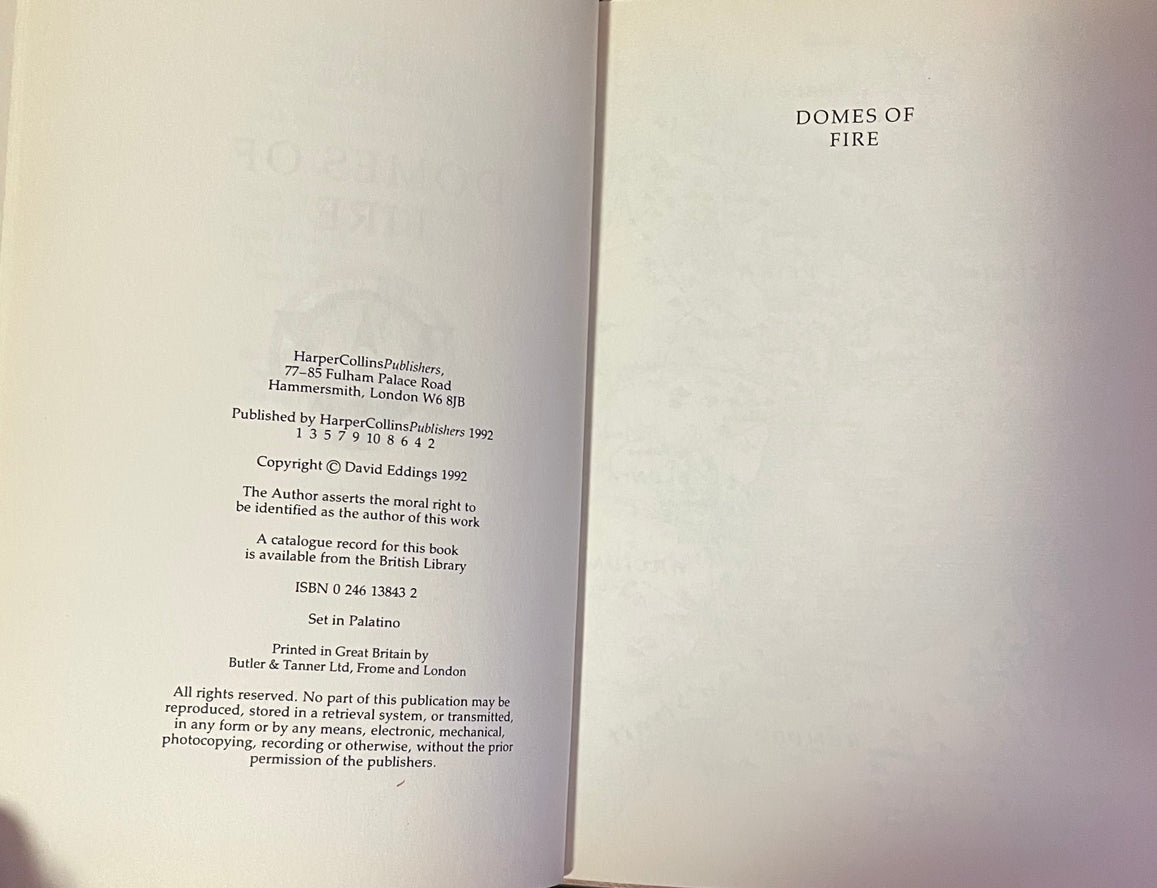 HarperCollinsPublishers,
77–85 Fulham Palace Road
Hammersmith, London W6 8JB
Published by HarperCollinsPublishers 1992
1 3 5 7 9 10 8 6 4 2
Copyright © David Eddings 1992
The Author asserts the moral right to
be identified as the author of this work
A catalogue record for this book
is available from the British Library
ISBN 0 246 13843 2
Set in Palatino
Printed in Great Britain by
Butler & Tanner Ltd, Frome and London
All rights reserved. No part of this publication may be
reproduced, stored in a retrieval system, or transmitted,
in any form or by any means, electronic, mechanical,
photocopying, recording or otherwise, without the prior
permission of the publishers.
DOMES OF
FIRE